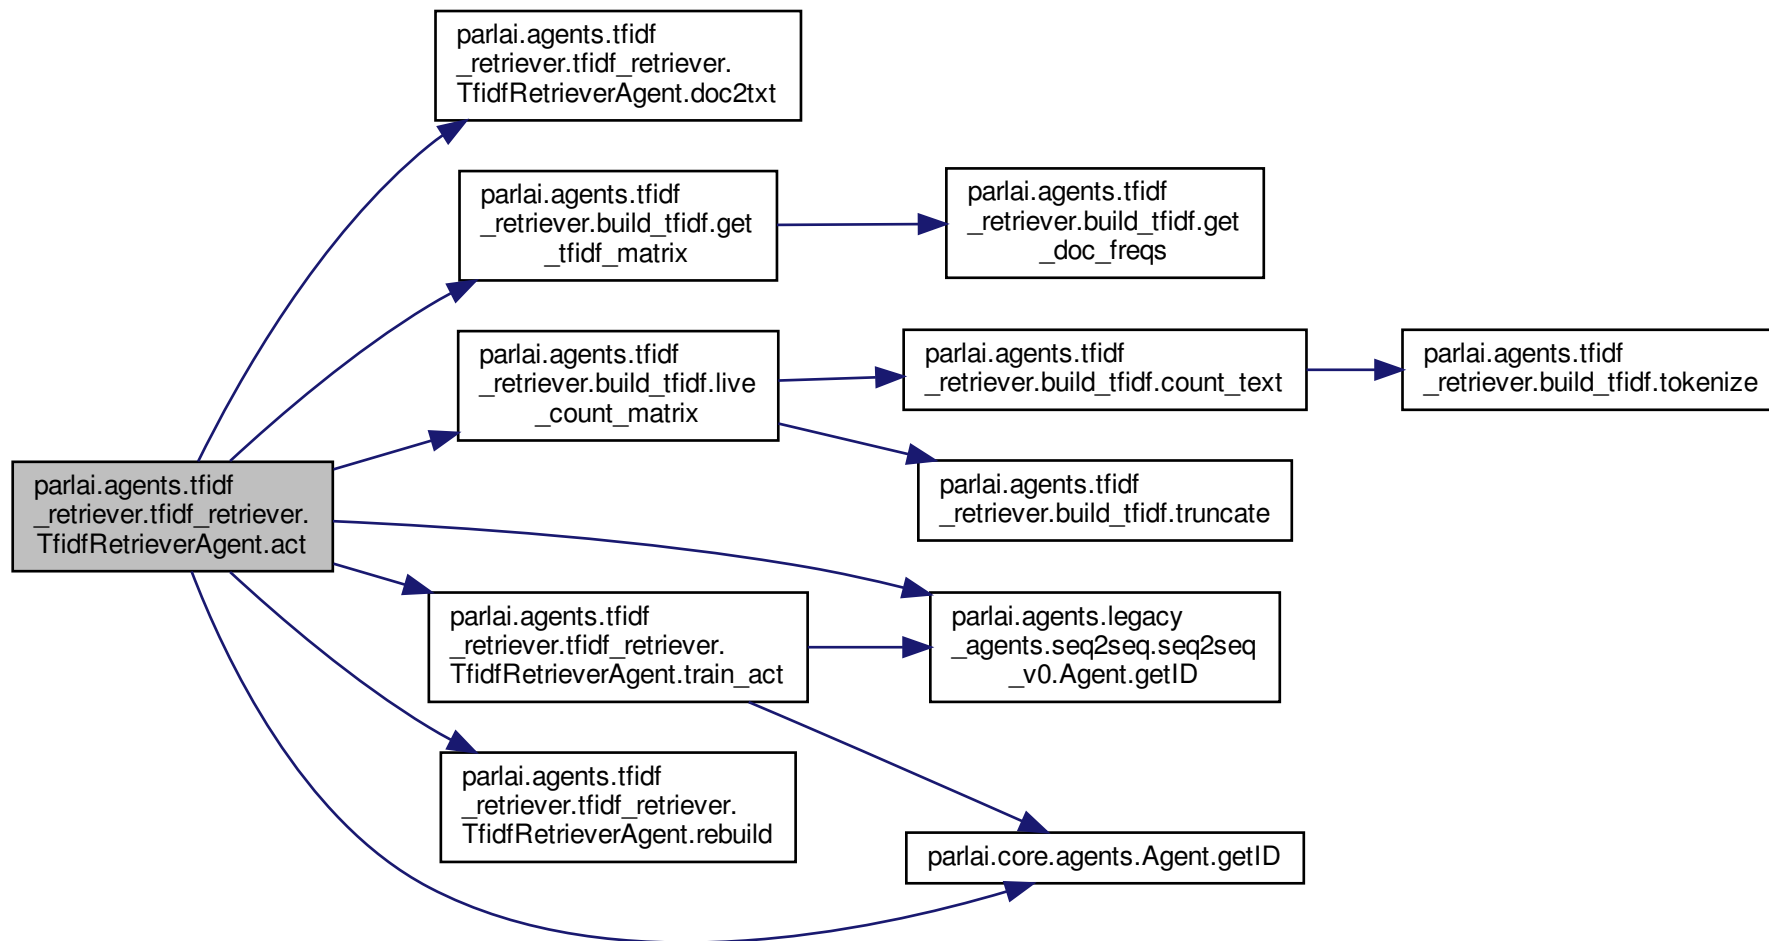 parlai.agents.tfidf
_retriever.tfidf_retriever.
TfidfRetrieverAgent.doc2txt
parlai.agents.tfidf
_retriever.build_tfidf.get
_tfidf_matrix
parlai.agents.tfidf
_retriever.build_tfidf.get
_doc_freqs
parlai.agents.tfidf
_retriever.build_tfidf.live
_count_matrix
parlai.agents.tfidf
_retriever.build_tfidf.count_text
parlai.agents.tfidf
_retriever.build_tfidf.tokenize
parlai.agents.tfidf
_retriever.tfidf_retriever.
TfidfRetrieverAgent.act
parlai.agents.tfidf
_retriever.build_tfidf.truncate
parlai.agents.tfidf
_retriever.tfidf_retriever.
TfidfRetrieverAgent.train_act
parlai.agents.legacy
_agents.seq2seq.seq2seq
_v0.Agent.getID
parlai.agents.tfidf
_retriever.tfidf_retriever.
TfidfRetrieverAgent.rebuild
parlai.core.agents.Agent.getID